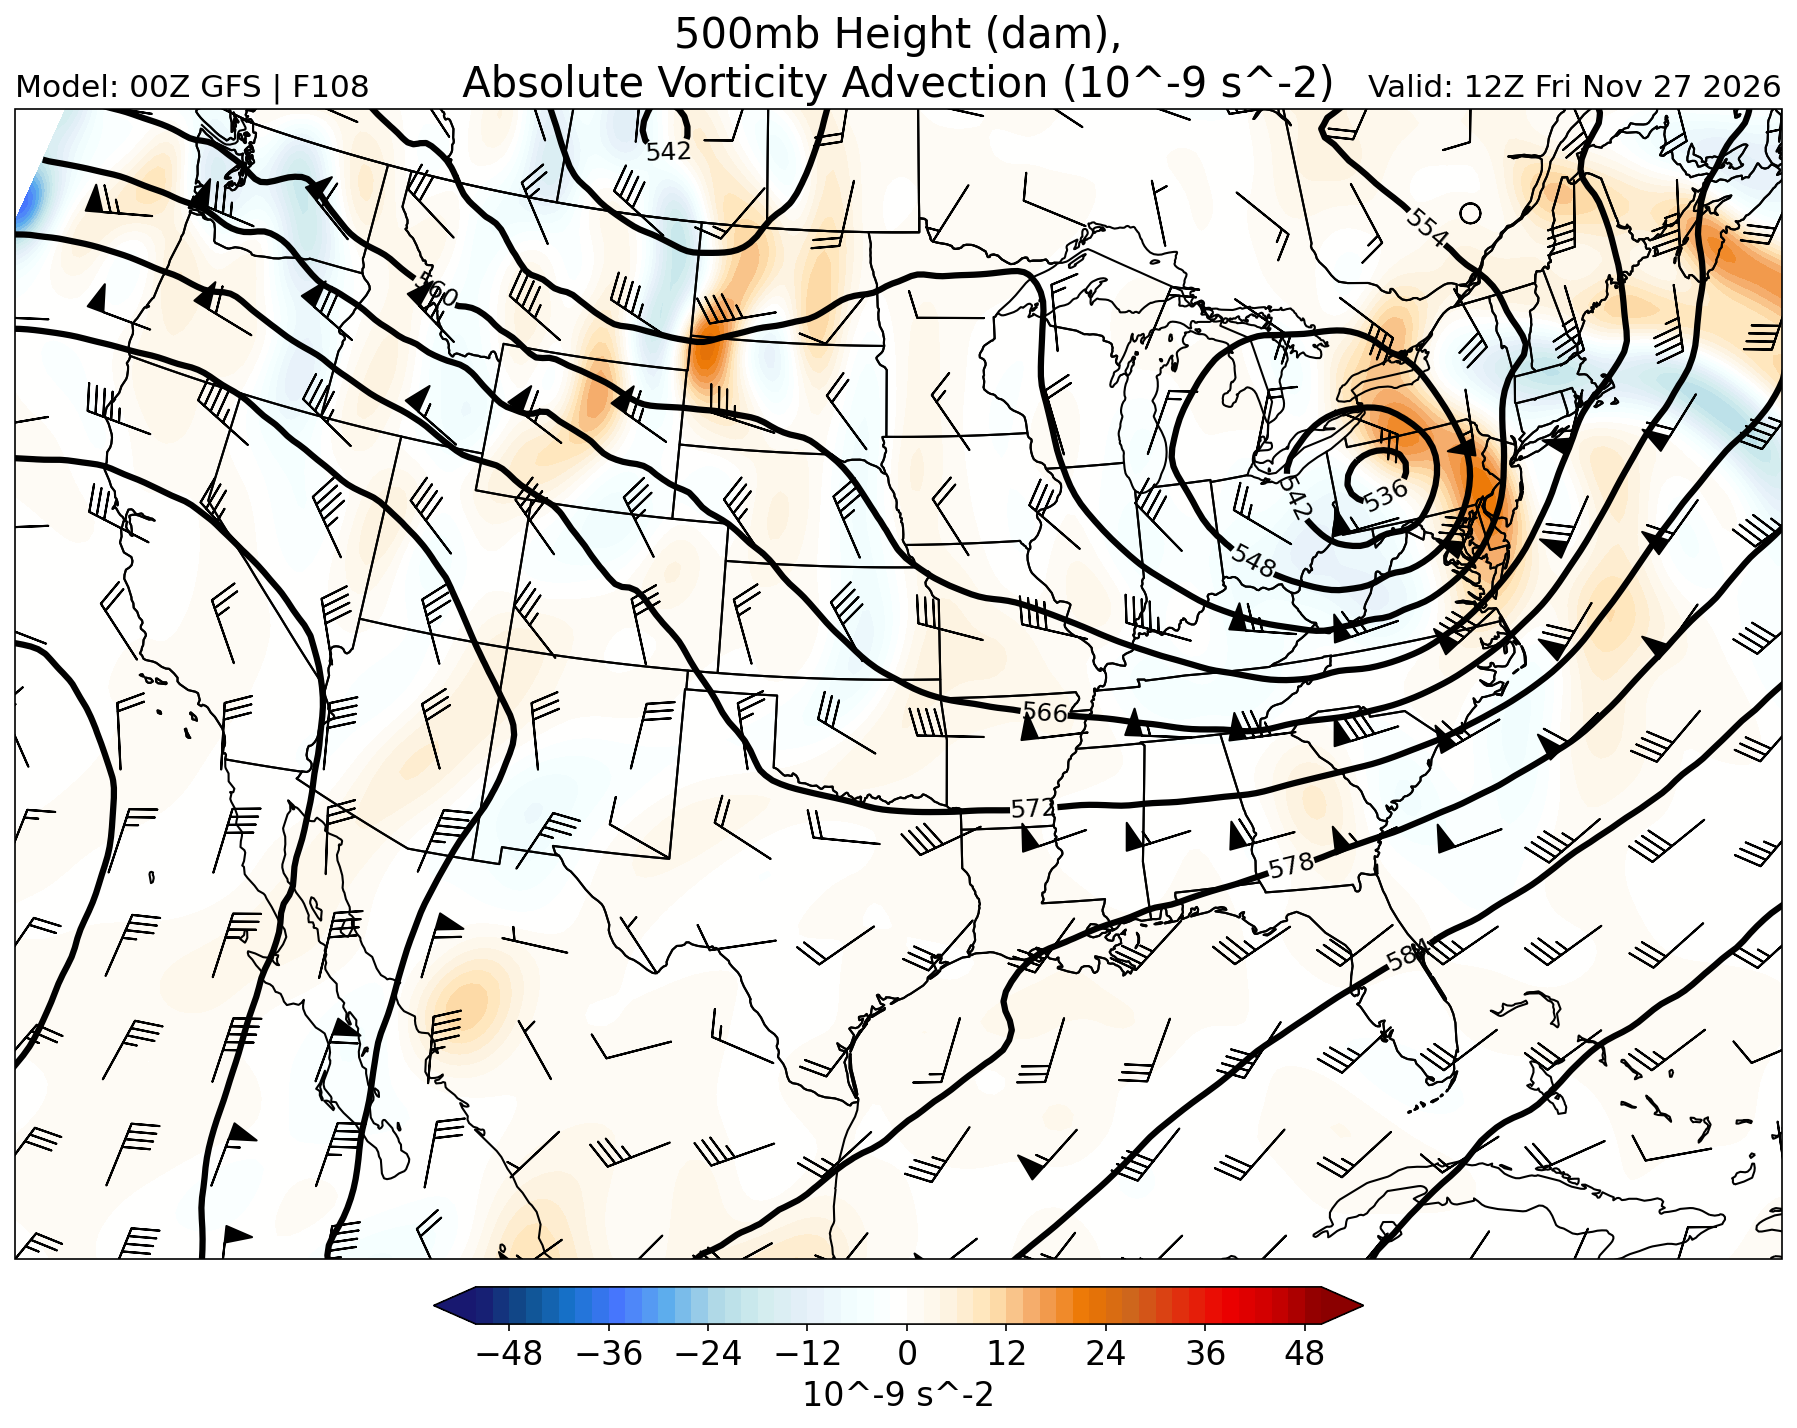 500mb Height (dam),
Model: 00Z GFS | F108
Absolute Vorticity Advection (10^-9 s^-2)
Valid: 12Z Fri Nov 27 2026
542
554
560
536
542
548
566
572
578
584
−48 −36 −24 −12 0 12 24 36 48
10^-9 s^-2